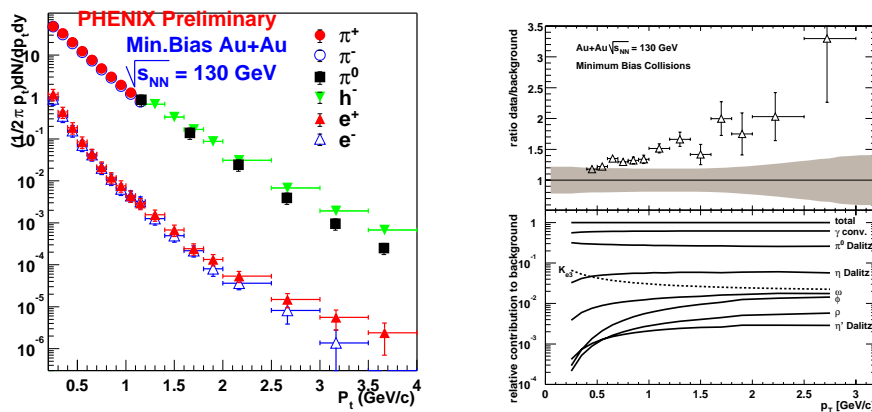 PHENIX Preliminary
Min.Bias Au+Au
√s_NN = 130 GeV
π+
π-
π0
h-
e+
e-
(1/2π pt)dN/dptdy
10
1
10^-1
10^-2
10^-3
10^-4
10^-5
10^-6
0.5 1 1.5 2 2.5 3 3.5 4
Pt (GeV/c)
ratio data/background
3.5
3
2.5
2
1.5
1
Au+Au √s_NN = 130 GeV
Minimum Bias Collisions
relative contribution to background
1
10^-1
10^-2
10^-3
10^-4
total
γ conv.
π0 Dalitz
Ke3
η Dalitz
ω
ϕ
ρ
η' Dalitz
0 0.5 1 1.5 2 2.5 3
pT [GeV/c]